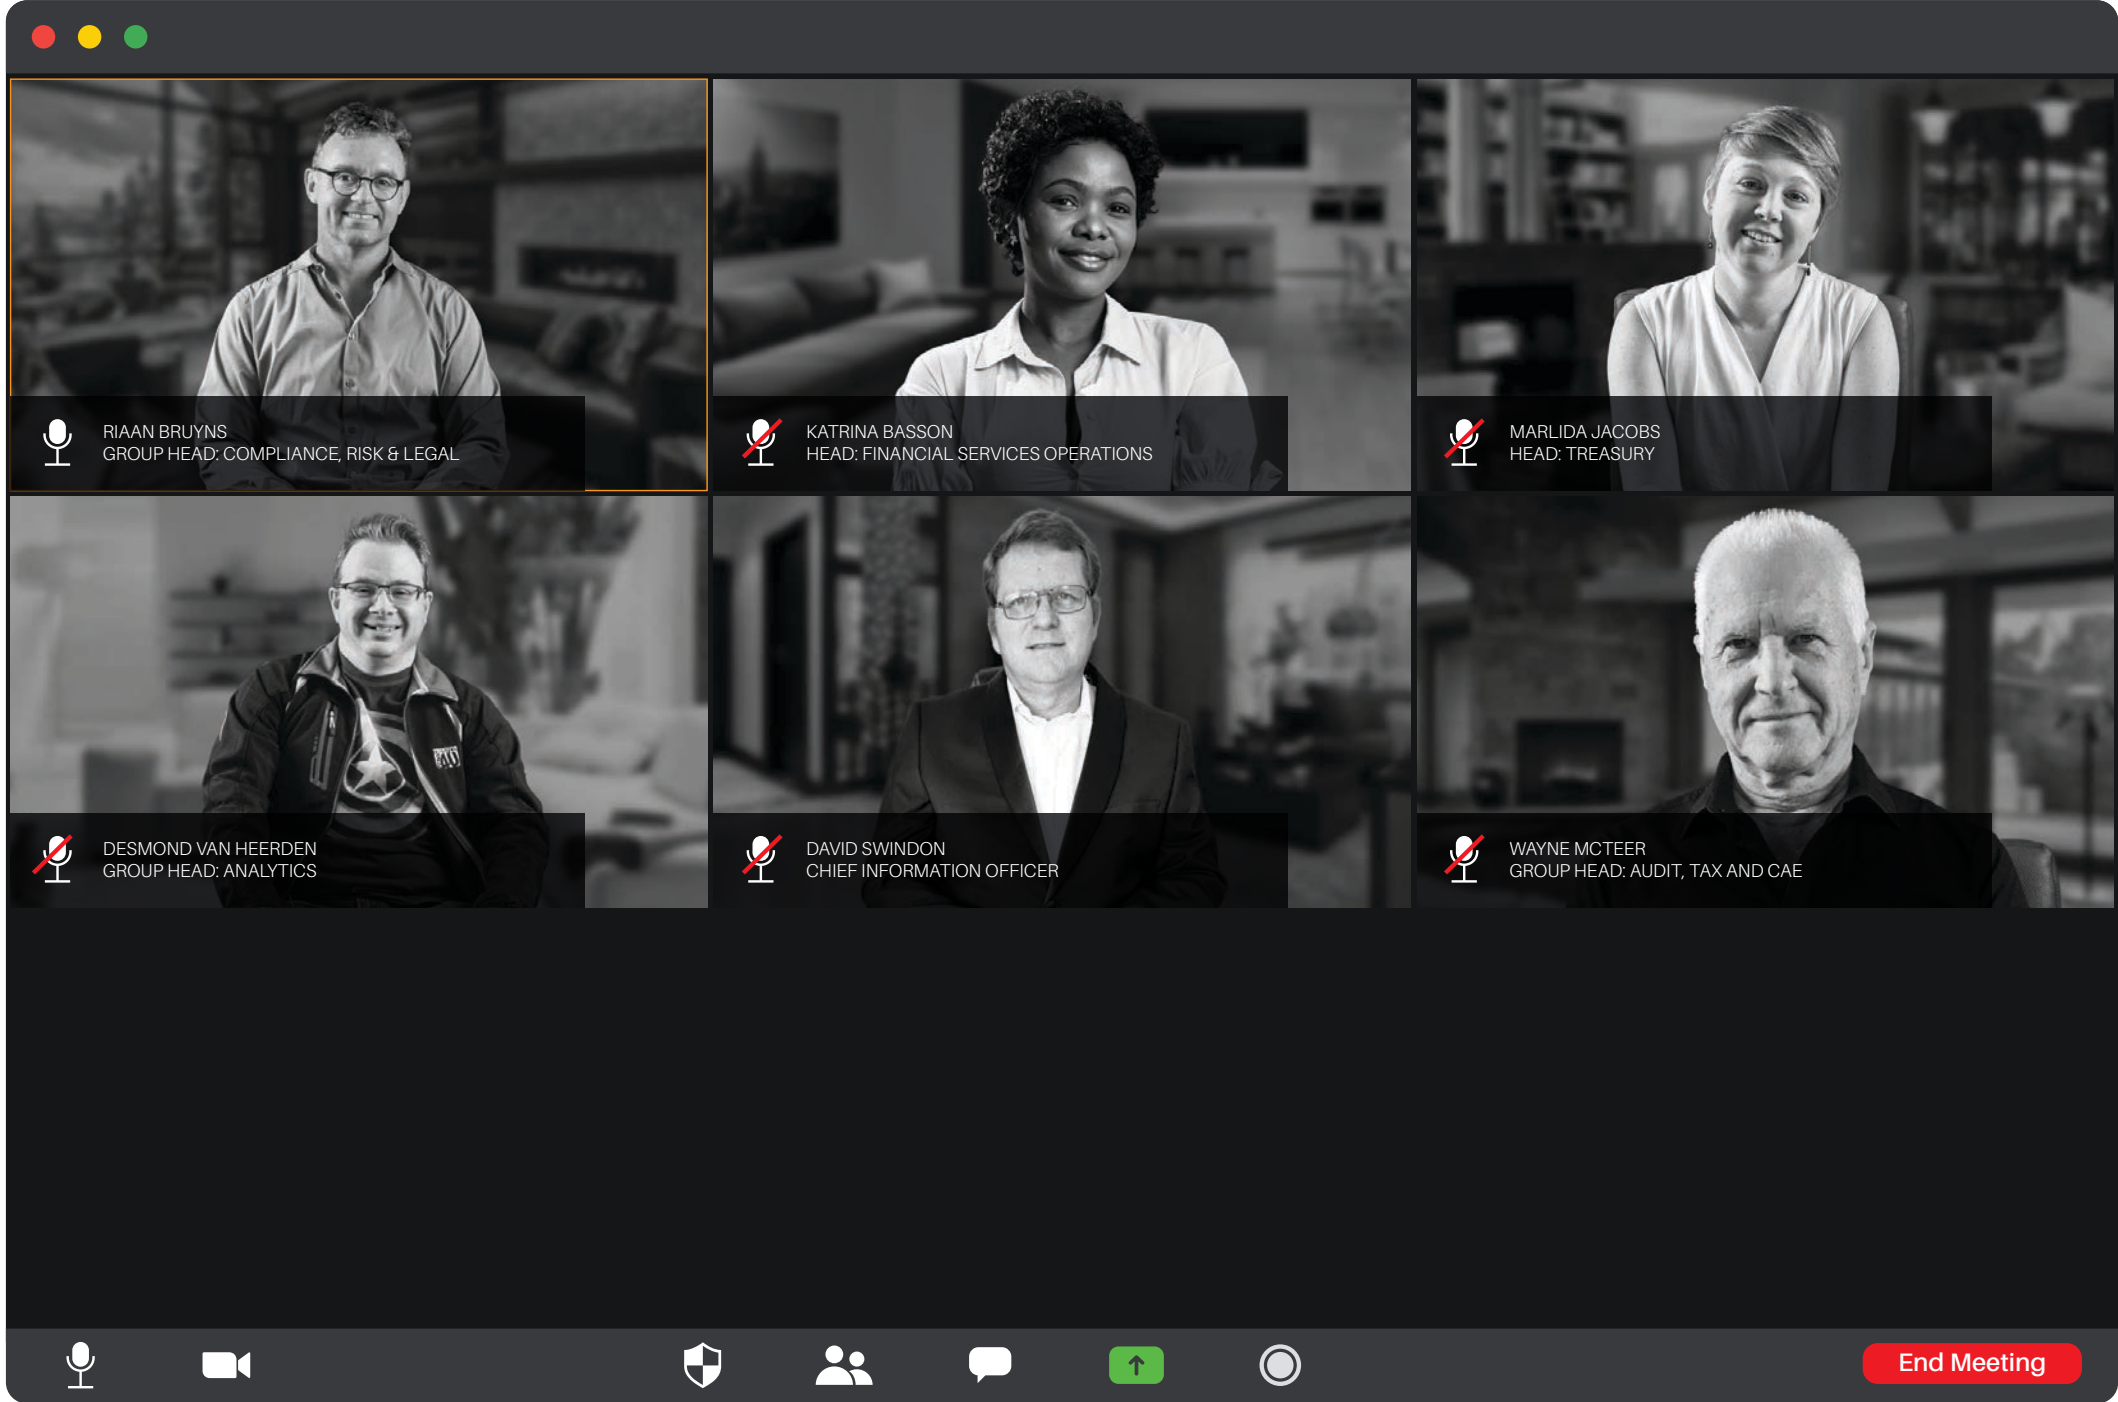 RIAAN BRUYNS
GROUP HEAD: COMPLIANCE, RISK & LEGAL
KATRINA BASSON
HEAD: FINANCIAL SERVICES OPERATIONS
MARLIDA JACOBS
HEAD: TREASURY
DESMOND VAN HEERDEN
GROUP HEAD: ANALYTICS
DAVID SWINDON
CHIEF INFORMATION OFFICER
WAYNE MCTEER
GROUP HEAD: AUDIT, TAX AND CAE
End Meeting